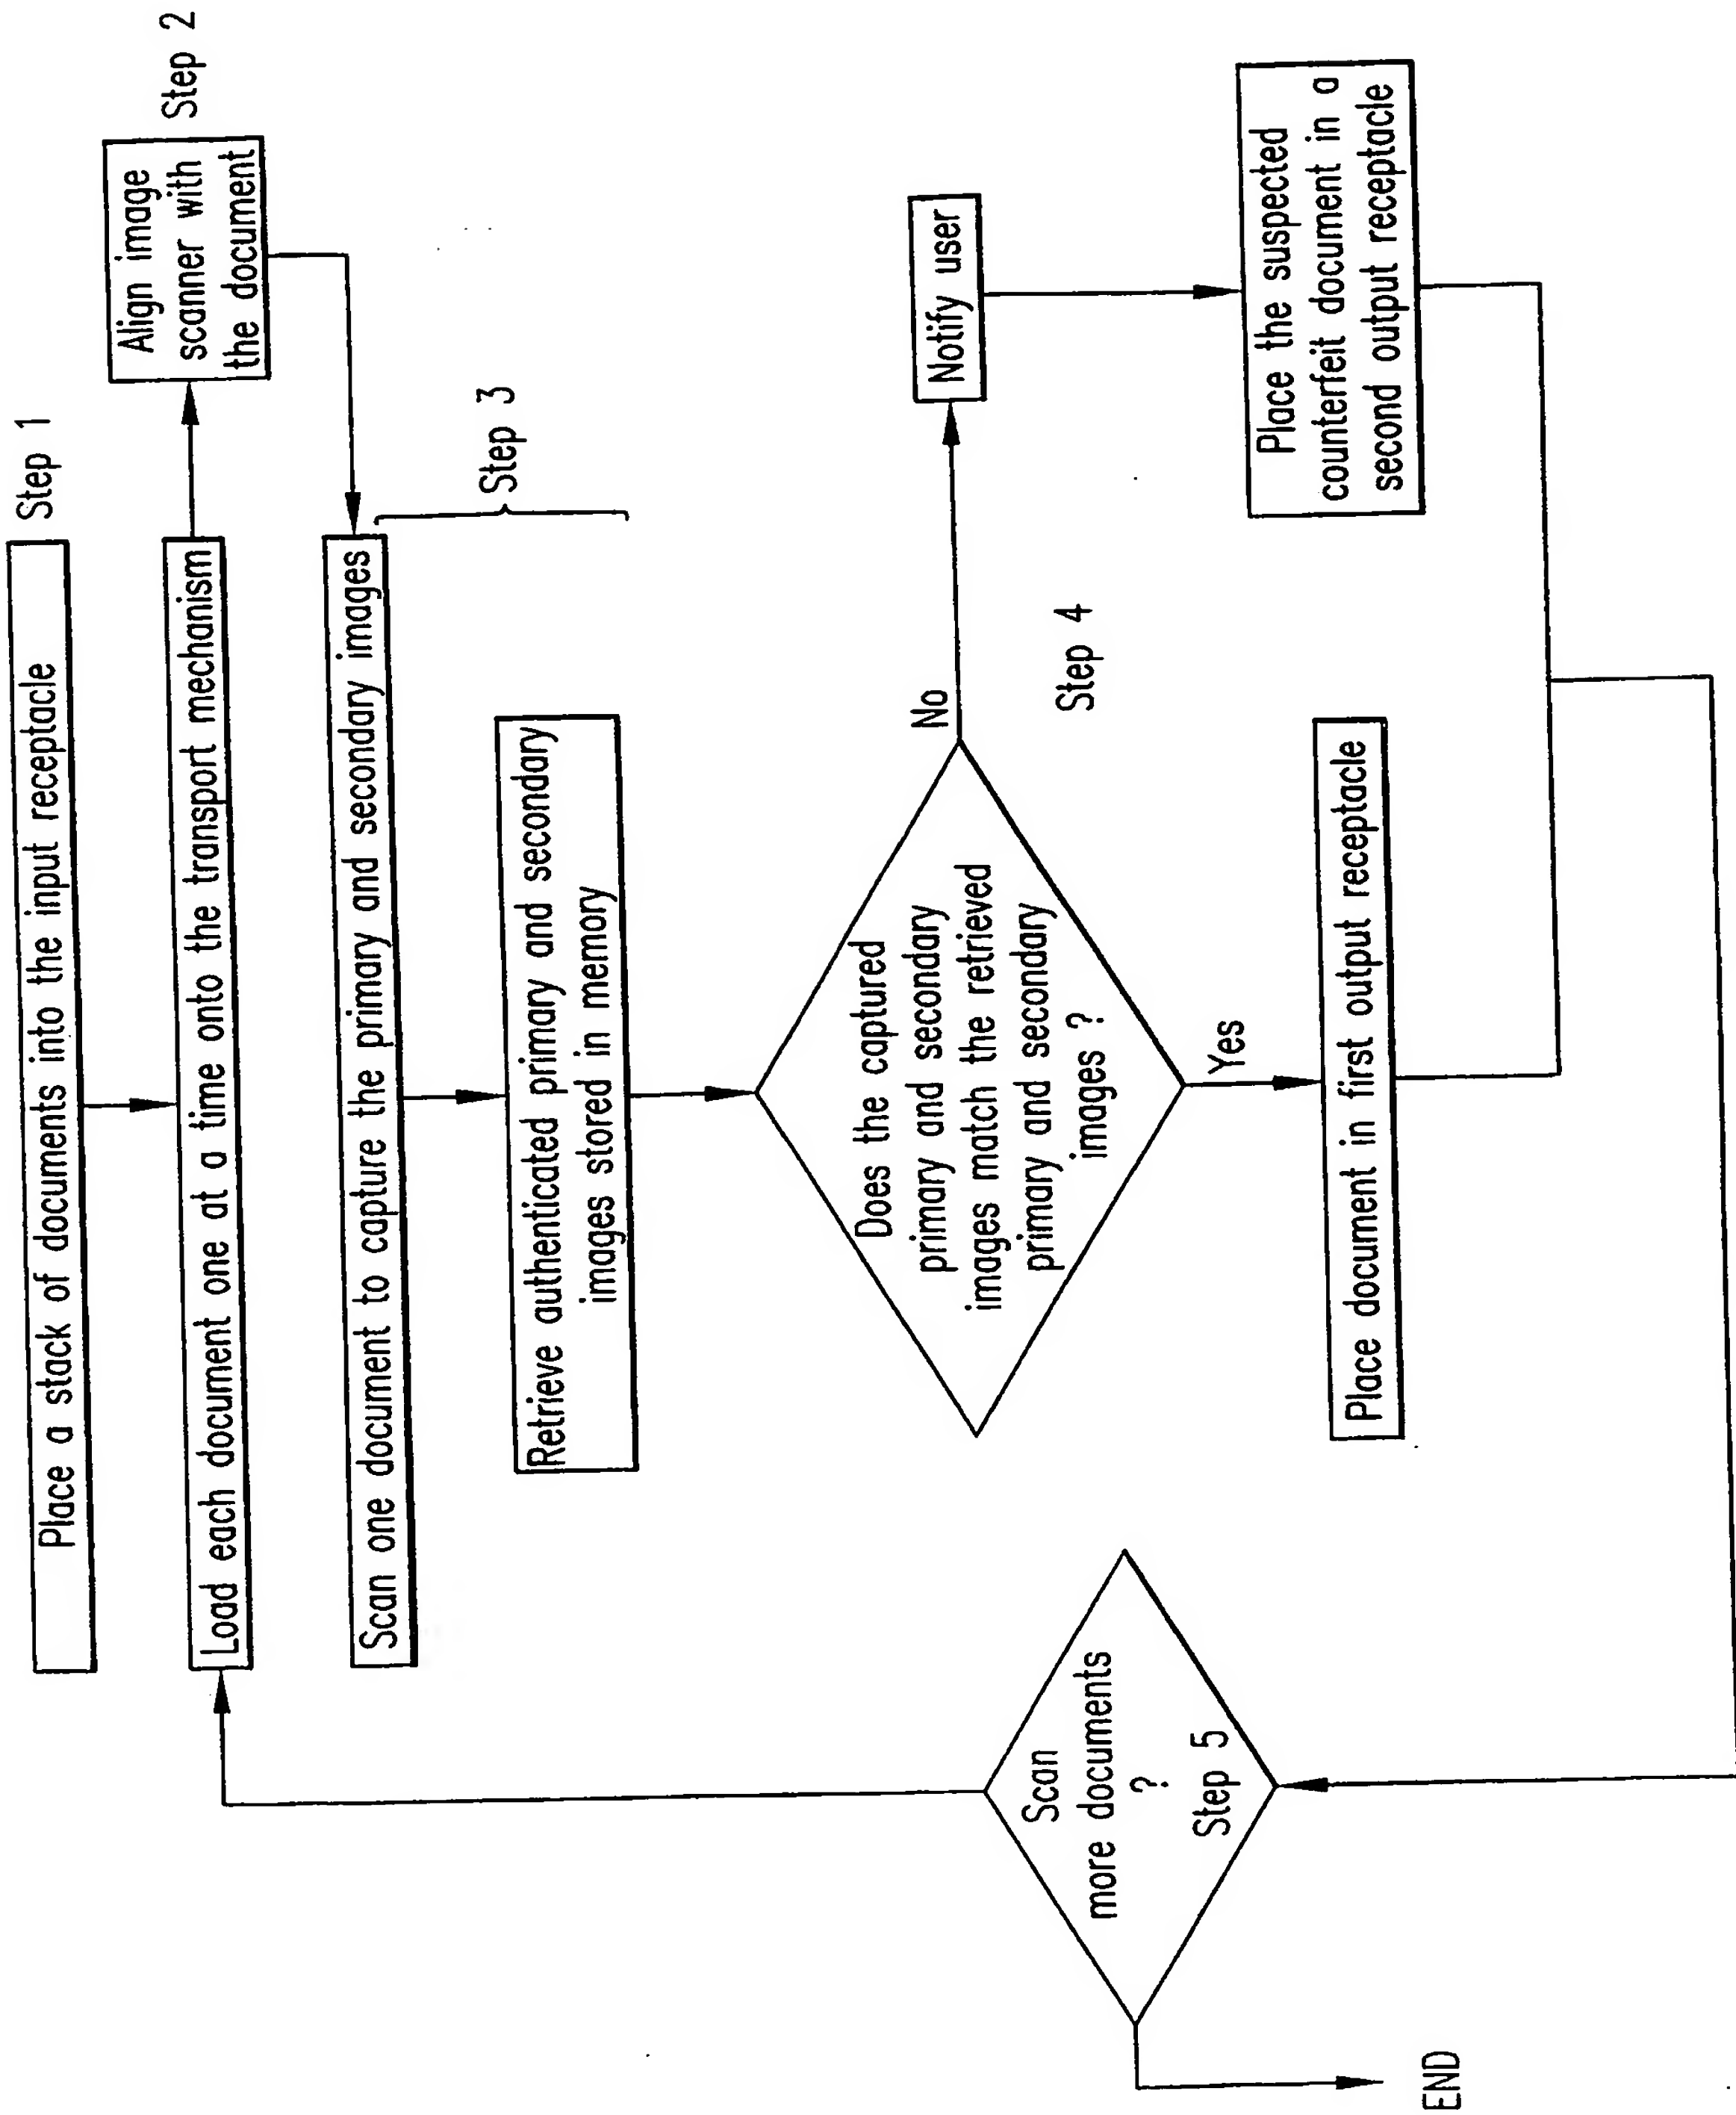 Place a stack of documents into the input receptacle
Step 1
Load each document one at a time onto the transport mechanism
Align image
scanner with
the document
Step 2
Scan one document to capture the primary and secondary images
Retrieve authenticated primary and secondary
images stored in memory
Step 3
Does the captured
primary and secondary
images match the retrieved
primary and secondary
images ?
No
Step 4
Notify user
Place the suspected
counterfeit document in a
second output receptacle
Yes
Place document in first output receptacle
Scan
more documents
?
Step 5
END